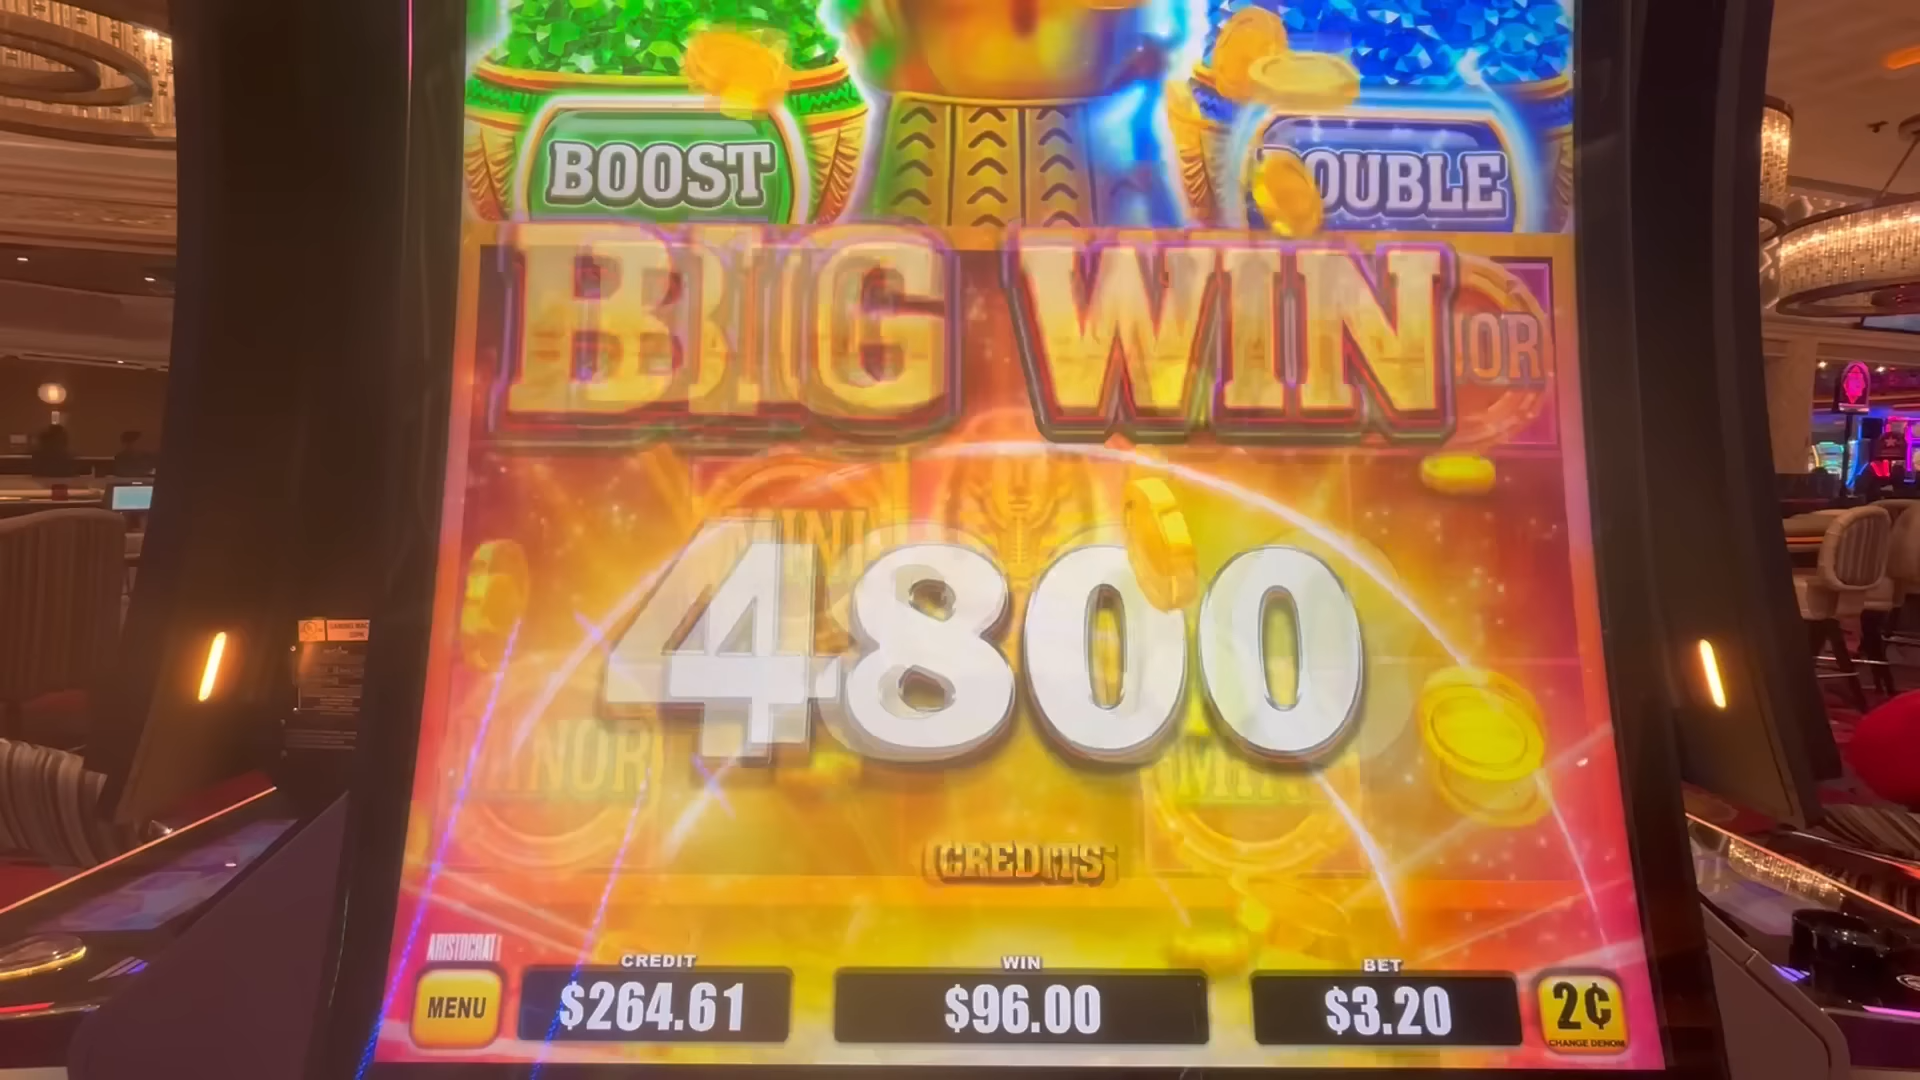 BOOST
DOUBLE
BIG WIN
4800
MINOR
CREDITS
ARISTOCRAT
CREDIT
WIN
BET
MENU
$264.61
$96.00
$3.20
2¢
CHANGE DENOM